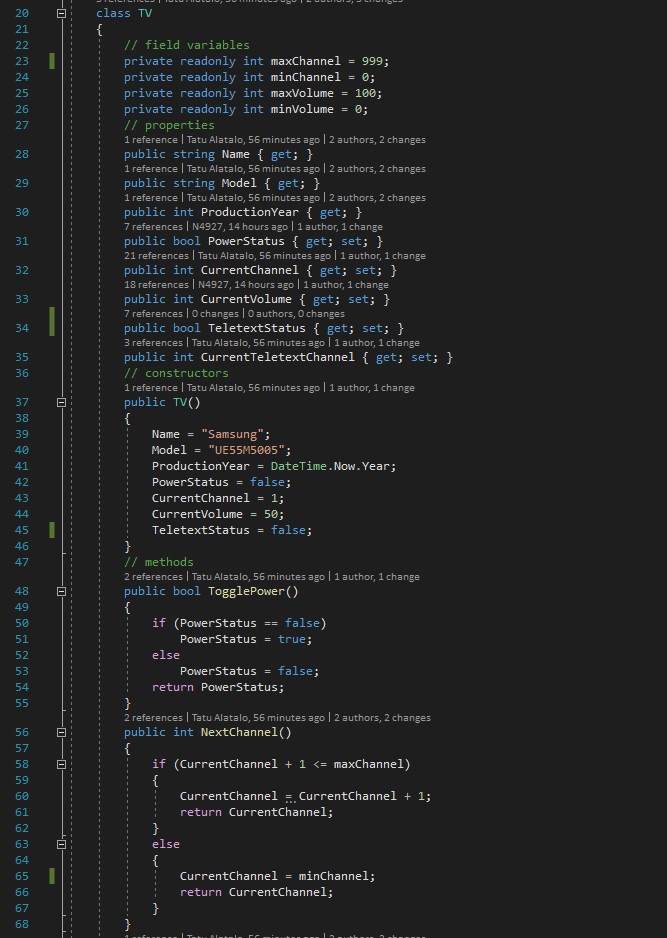 20 class TV
21 {
22 // field variables
23 private readonly int maxChannel = 999;
24 private readonly int minChannel = 0;
25 private readonly int maxVolume = 100;
26 private readonly int minVolume = 0;
27 // properties
1 reference | Tatu Alatalo, 56 minutes ago | 2 authors, 2 changes
28 public string Name { get; }
1 reference | Tatu Alatalo, 56 minutes ago | 2 authors, 2 changes
29 public string Model { get; }
1 reference | Tatu Alatalo, 56 minutes ago | 2 authors, 2 changes
30 public int ProductionYear { get; }
7 references | N4927, 14 hours ago | 1 author, 1 change
31 public bool PowerStatus { get; set; }
21 references | Tatu Alatalo, 56 minutes ago | 1 author, 1 change
32 public int CurrentChannel { get; set; }
18 references | N4927, 14 hours ago | 1 author, 1 change
33 public int CurrentVolume { get; set; }
7 references | 0 changes | 0 authors, 0 changes
34 public bool TeletextStatus { get; set; }
3 references | Tatu Alatalo, 56 minutes ago | 1 author, 1 change
35 public int CurrentTeletextChannel { get; set; }
36 // constructors
1 reference | Tatu Alatalo, 56 minutes ago | 1 author, 1 change
37 public TV()
38 {
39 Name = "Samsung";
40 Model = "UE55M5005";
41 ProductionYear = DateTime.Now.Year;
42 PowerStatus = false;
43 CurrentChannel = 1;
44 CurrentVolume = 50;
45 TeletextStatus = false;
46 }
47 // methods
2 references | Tatu Alatalo, 56 minutes ago | 1 author, 1 change
48 public bool TogglePower()
49 {
50 if (PowerStatus == false)
51 PowerStatus = true;
52 else
53 PowerStatus = false;
54 return PowerStatus;
55 }
2 references | Tatu Alatalo, 56 minutes ago | 2 authors, 2 changes
56 public int NextChannel()
57 {
58 if (CurrentChannel + 1 <= maxChannel)
59 {
60 CurrentChannel = CurrentChannel + 1;
61 return CurrentChannel;
62 }
63 else
64 {
65 CurrentChannel = minChannel;
66 return CurrentChannel;
67 }
68 }